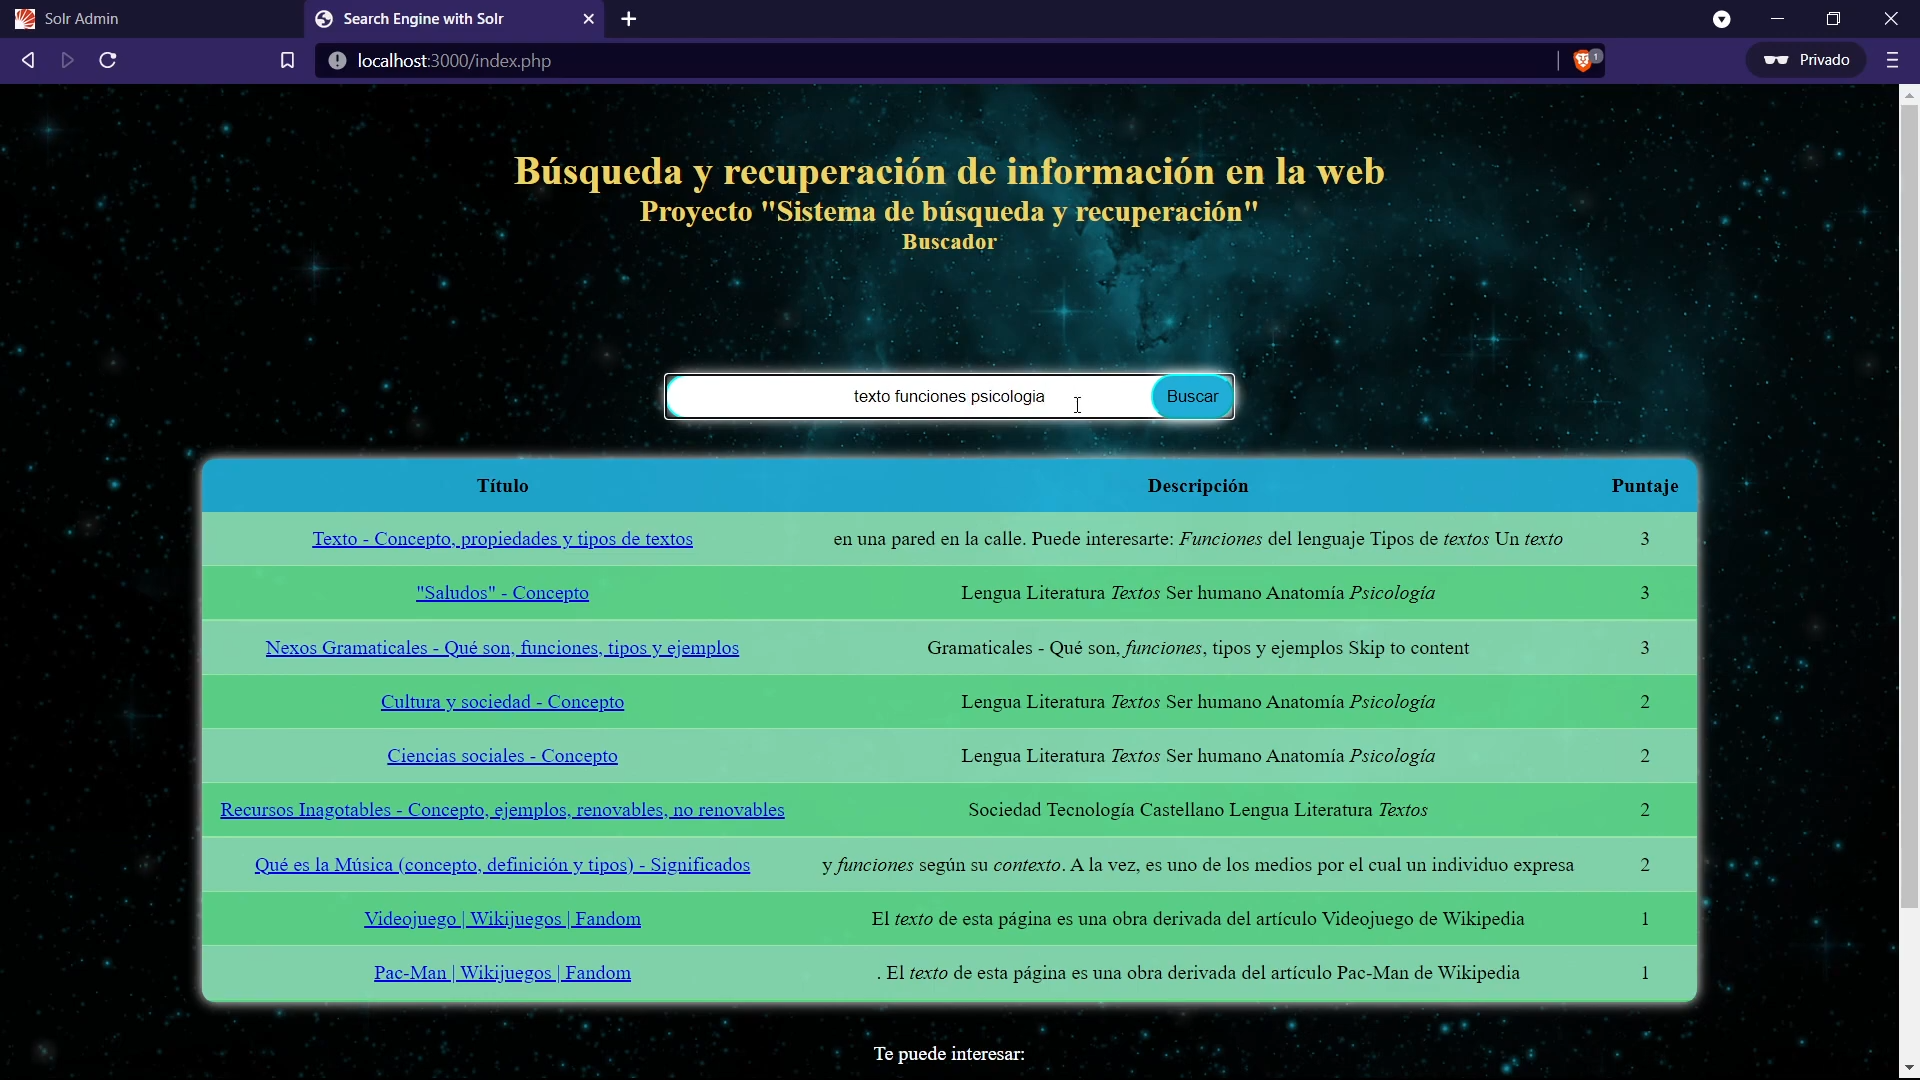 Solr Admin
Search Engine with Solr
localhost:3000/index.php
1
Privado
Búsqueda y recuperación de información en la web
Proyecto "Sistema de búsqueda y recuperación"
Buscador
texto funciones psicologia
Buscar
Título Descripción Puntaje
Texto - Concepto, propiedades y tipos de textos en una pared en la calle. Puede interesarte: Funciones del lenguaje Tipos de textos Un texto 3
"Saludos" - Concepto Lengua Literatura Textos Ser humano Anatomía Psicología 3
Nexos Gramaticales - Qué son, funciones, tipos y ejemplos Gramaticales - Qué son, funciones, tipos y ejemplos Skip to content 3
Cultura y sociedad - Concepto Lengua Literatura Textos Ser humano Anatomía Psicología 2
Ciencias sociales - Concepto Lengua Literatura Textos Ser humano Anatomía Psicología 2
Recursos Inagotables - Concepto, ejemplos, renovables, no renovables Sociedad Tecnología Castellano Lengua Literatura Textos 2
Qué es la Música (concepto, definición y tipos) - Significados y funciones según su contexto. A la vez, es uno de los medios por el cual un individuo expresa 2
Videojuego | Wikijuegos | Fandom El texto de esta página es una obra derivada del artículo Videojuego de Wikipedia 1
Pac-Man | Wikijuegos | Fandom . El texto de esta página es una obra derivada del artículo Pac-Man de Wikipedia 1
Te puede interesar: